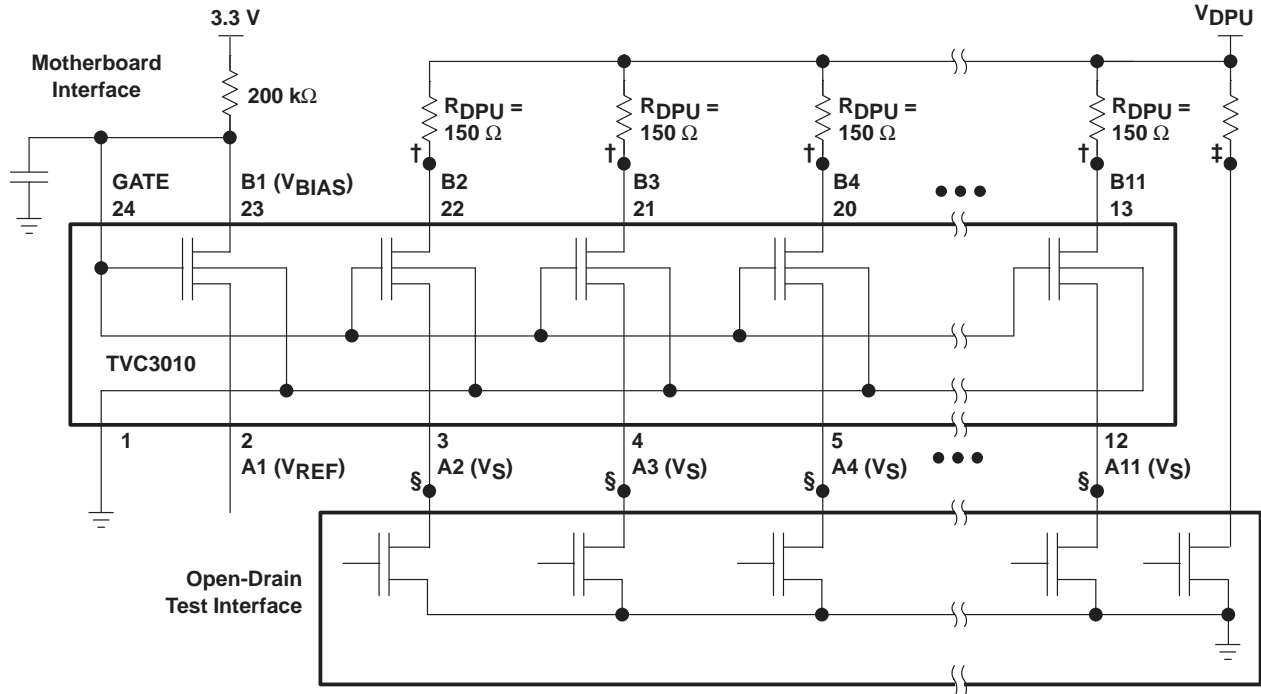 3.3 V
VDPU
Motherboard
Interface
200 kΩ
RDPU =
150 Ω
RDPU =
150 Ω
RDPU =
150 Ω
RDPU =
150 Ω
†
†
†
†
‡
GATE
24
B1 (VBIAS)
23
B2
22
B3
21
B4
20
B11
13
TVC3010
1
2
A1 (VREF)
3
A2 (VS)
4
A3 (VS)
5
A4 (VS)
12
A11 (VS)
§
§
§
§
Open-Drain
Test Interface